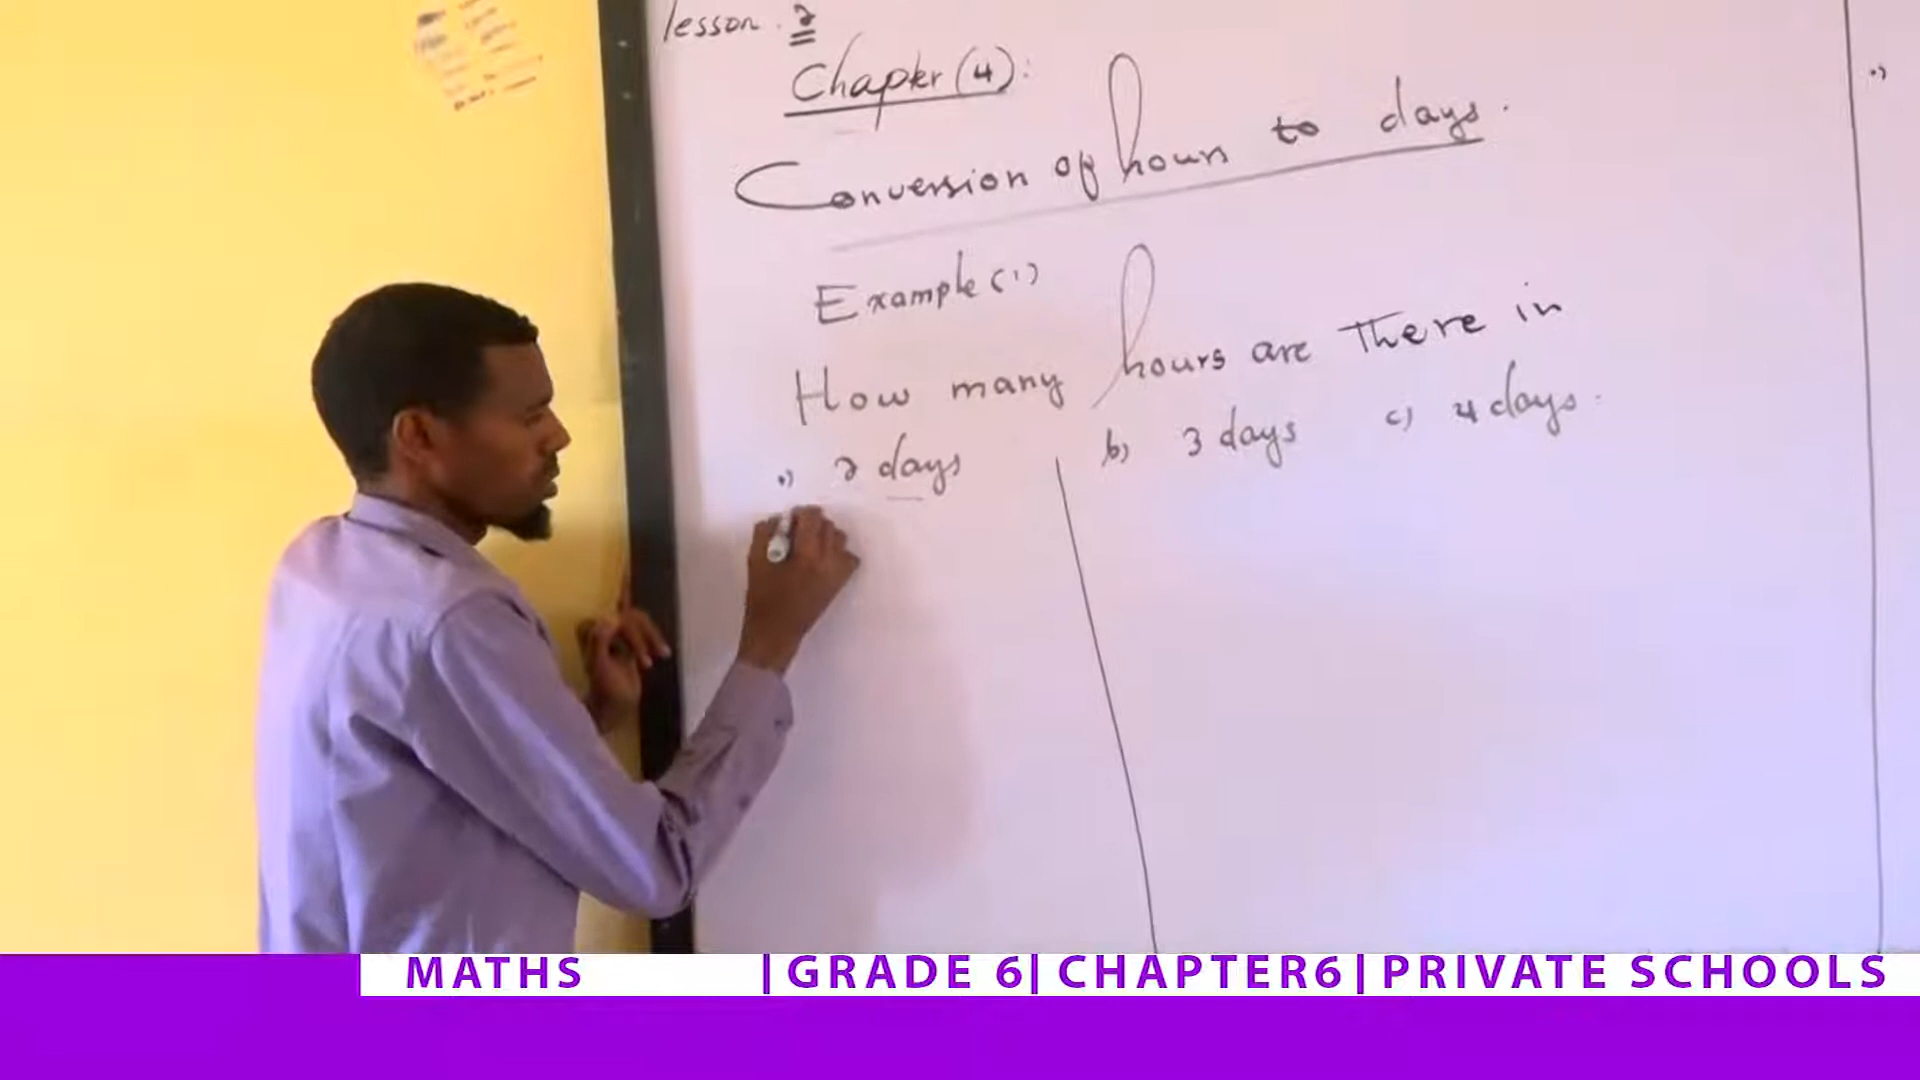 lesson. 2
Chapter (4):
Conversion of hours to days.
Example (1)
How many hours are there in
a) 2 days b) 3 days c) 4 days.
MATHS |GRADE 6| CHAPTER6| PRIVATE SCHOOLS